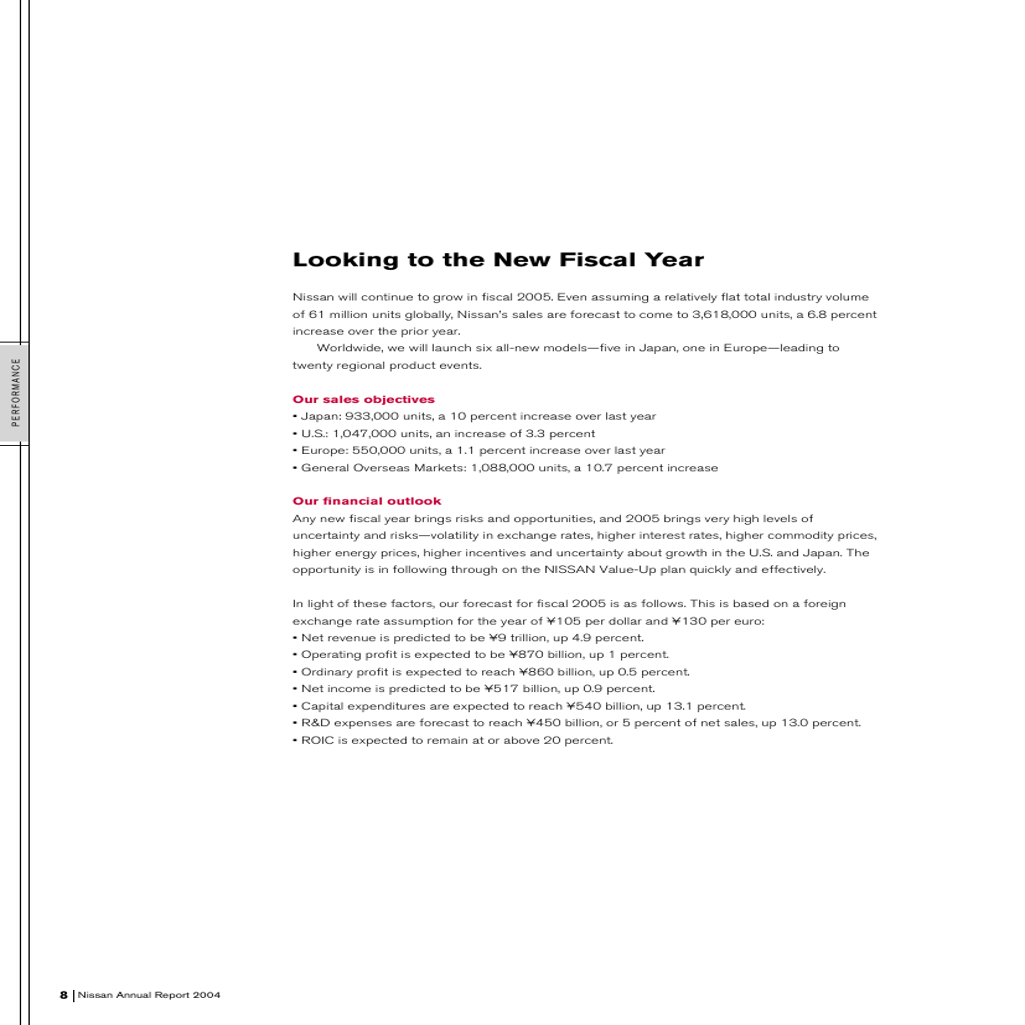 Looking to the New Fiscal Year
Nissan will continue to grow in fiscal 2005. Even assuming a relatively flat total industry volume
of 61 million units globally, Nissan's sales are forecast to come to 3,618,000 units, a 6.8 percent
increase over the prior year.
Worldwide, we will launch six all-new models—five in Japan, one in Europe—leading to
twenty regional product events.
PERFORMANCE
Our sales objectives
• Japan: 933,000 units, a 10 percent increase over last year
• U.S.: 1,047,000 units, an increase of 3.3 percent
• Europe: 550,000 units, a 1.1 percent increase over last year
• General Overseas Markets: 1,088,000 units, a 10.7 percent increase
Our financial outlook
Any new fiscal year brings risks and opportunities, and 2005 brings very high levels of
uncertainty and risks—volatility in exchange rates, higher interest rates, higher commodity prices,
higher energy prices, higher incentives and uncertainty about growth in the U.S. and Japan. The
opportunity is in following through on the NISSAN Value-Up plan quickly and effectively.
In light of these factors, our forecast for fiscal 2005 is as follows. This is based on a foreign
exchange rate assumption for the year of ¥105 per dollar and ¥130 per euro:
• Net revenue is predicted to be ¥9 trillion, up 4.9 percent.
• Operating profit is expected to be ¥870 billion, up 1 percent.
• Ordinary profit is expected to reach ¥860 billion, up 0.5 percent.
• Net income is predicted to be ¥517 billion, up 0.9 percent.
• Capital expenditures are expected to reach ¥540 billion, up 13.1 percent.
• R&D expenses are forecast to reach ¥450 billion, or 5 percent of net sales, up 13.0 percent.
• ROIC is expected to remain at or above 20 percent.
8 | Nissan Annual Report 2004